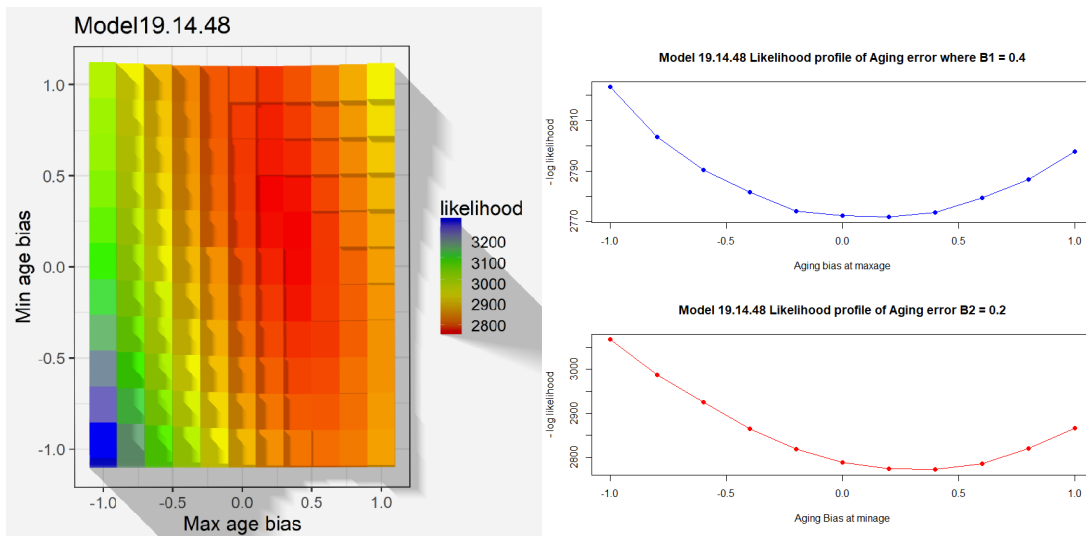 Model19.14.48
Min age bias
1.0
0.5
0.0
-0.5
-1.0
-1.0 -0.5 0.0 0.5 1.0
Max age bias
likelihood
3200
3100
3000
2900
2800
Model 19.14.48 Likelihood profile of Aging error where B1 = 0.4
- log likelihood
2810
2790
2770
-1.0 -0.5 0.0 0.5 1.0
Aging bias at maxage
Model 19.14.48 Likelihood profile of Aging error B2 = 0.2
- log likelihood
3000
2900
2800
-1.0 -0.5 0.0 0.5 1.0
Aging Bias at minage